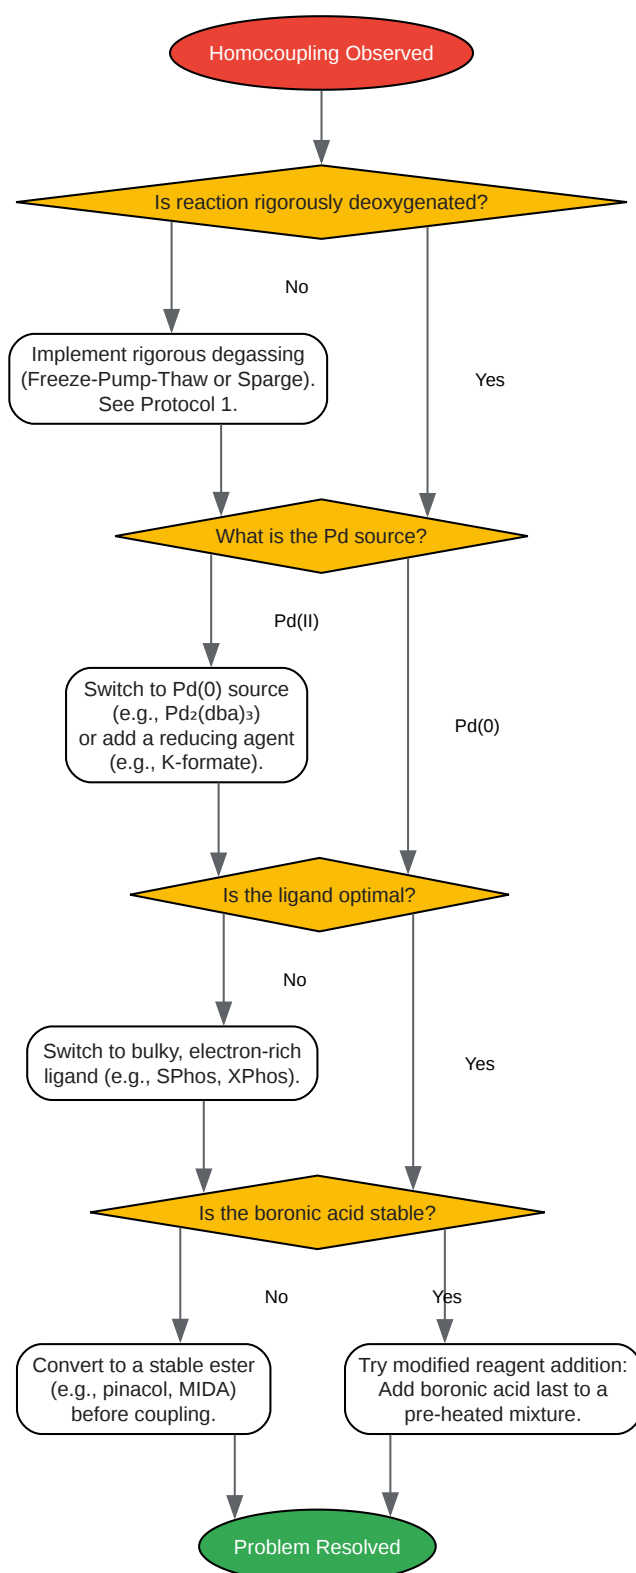 Homocoupling Observed
Is reaction rigorously deoxygenated?
No
Implement rigorous degassing
(Freeze-Pump-Thaw or Sparge).
See Protocol 1.
Yes
What is the Pd source?
Pd(II)
Switch to Pd(0) source
(e.g., Pd₂(dba)₃)
or add a reducing agent
(e.g., K-formate).
Pd(0)
Is the ligand optimal?
No
Switch to bulky, electron-rich
ligand (e.g., SPhos, XPhos).
Yes
Is the boronic acid stable?
No
Yes
Convert to a stable ester
(e.g., pinacol, MIDA)
before coupling.
Try modified reagent addition:
Add boronic acid last to a
pre-heated mixture.
Problem Resolved